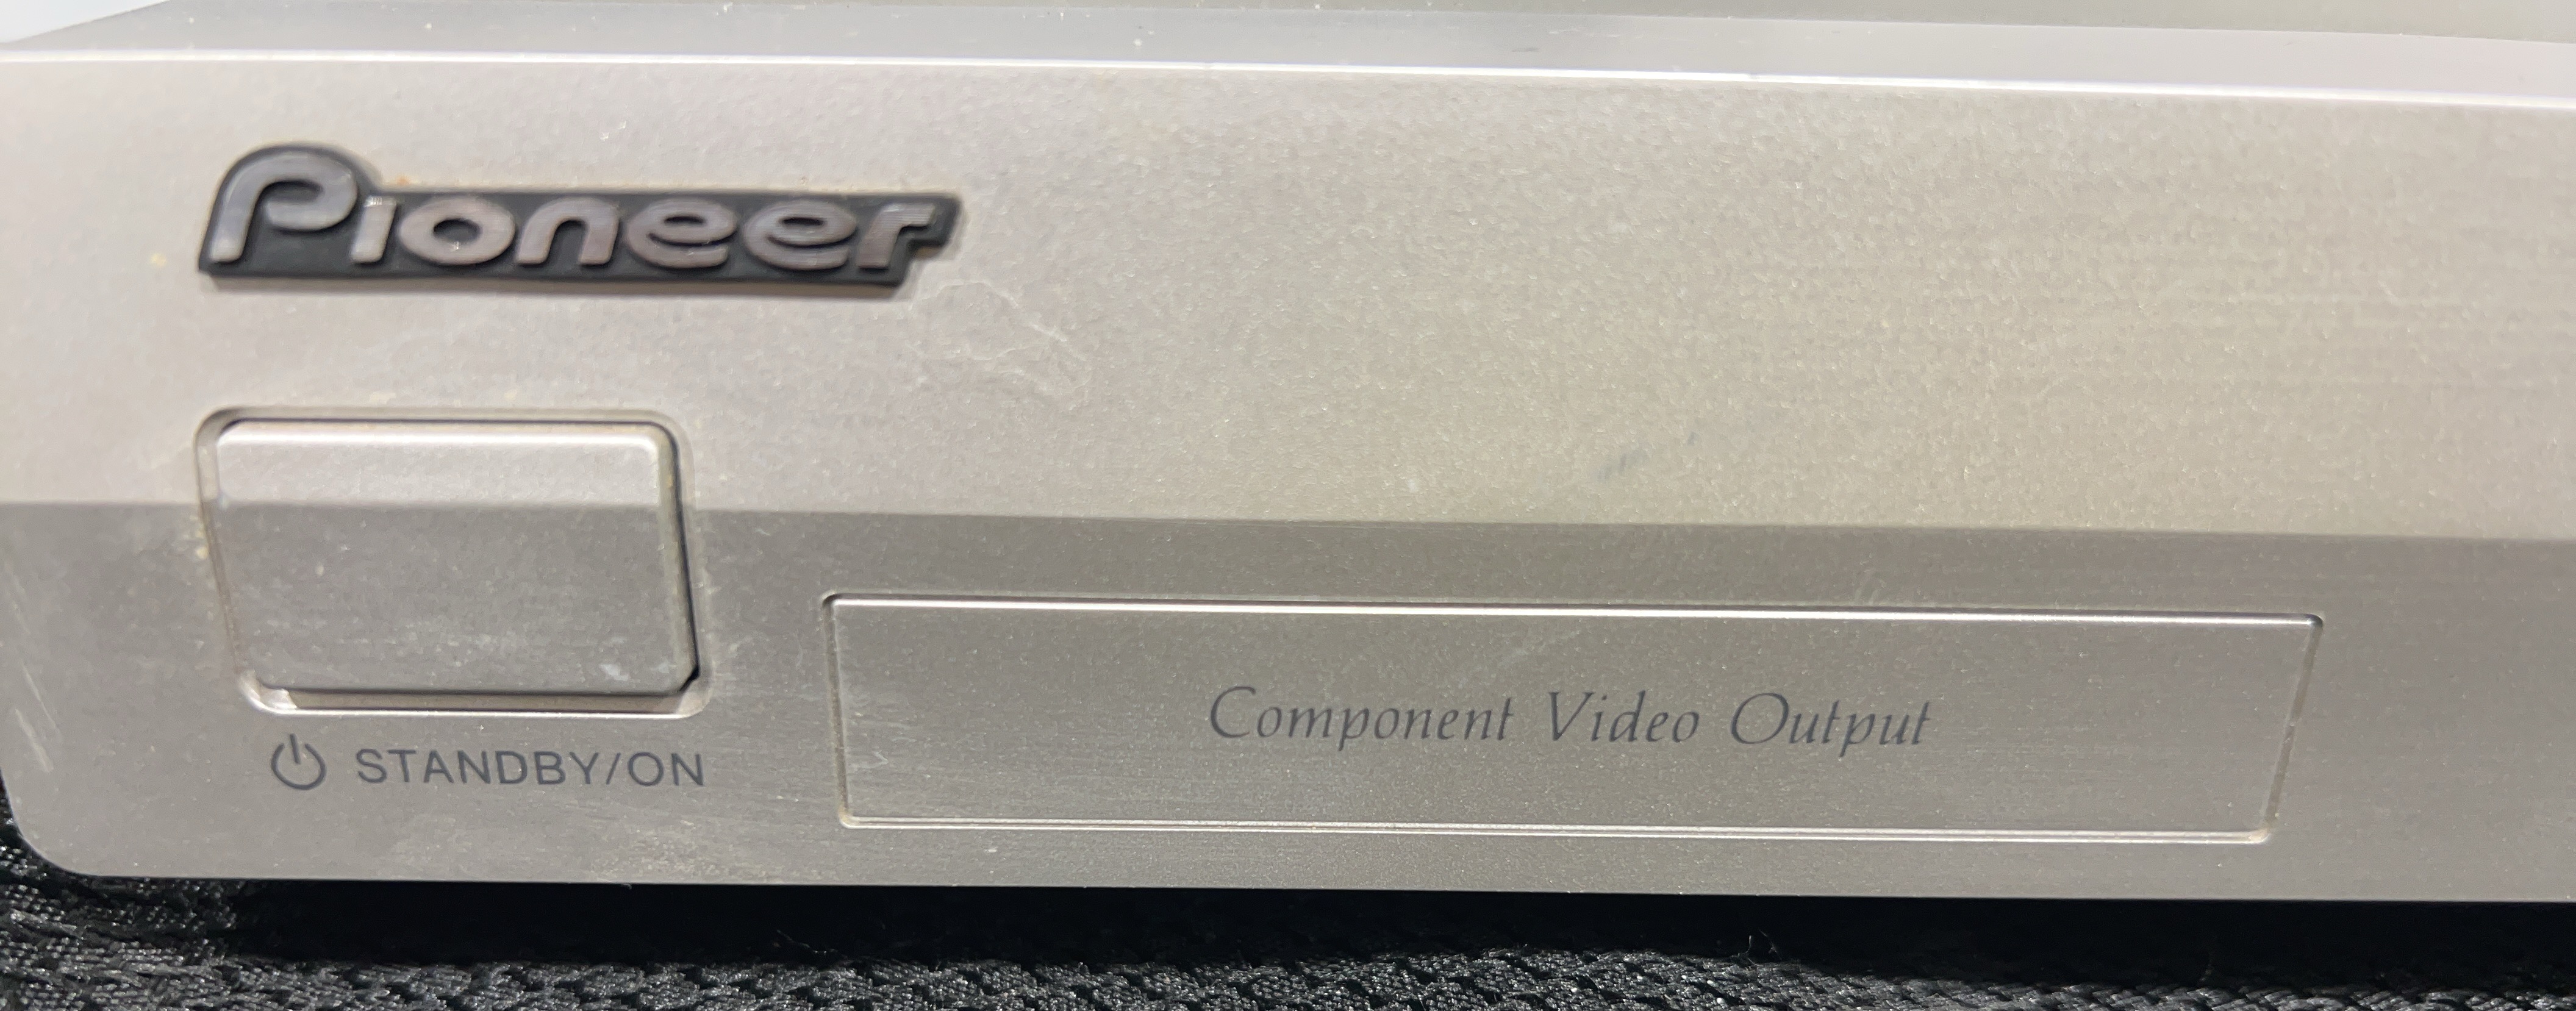 Pioneer
STANDBY/ON
Component Video Output